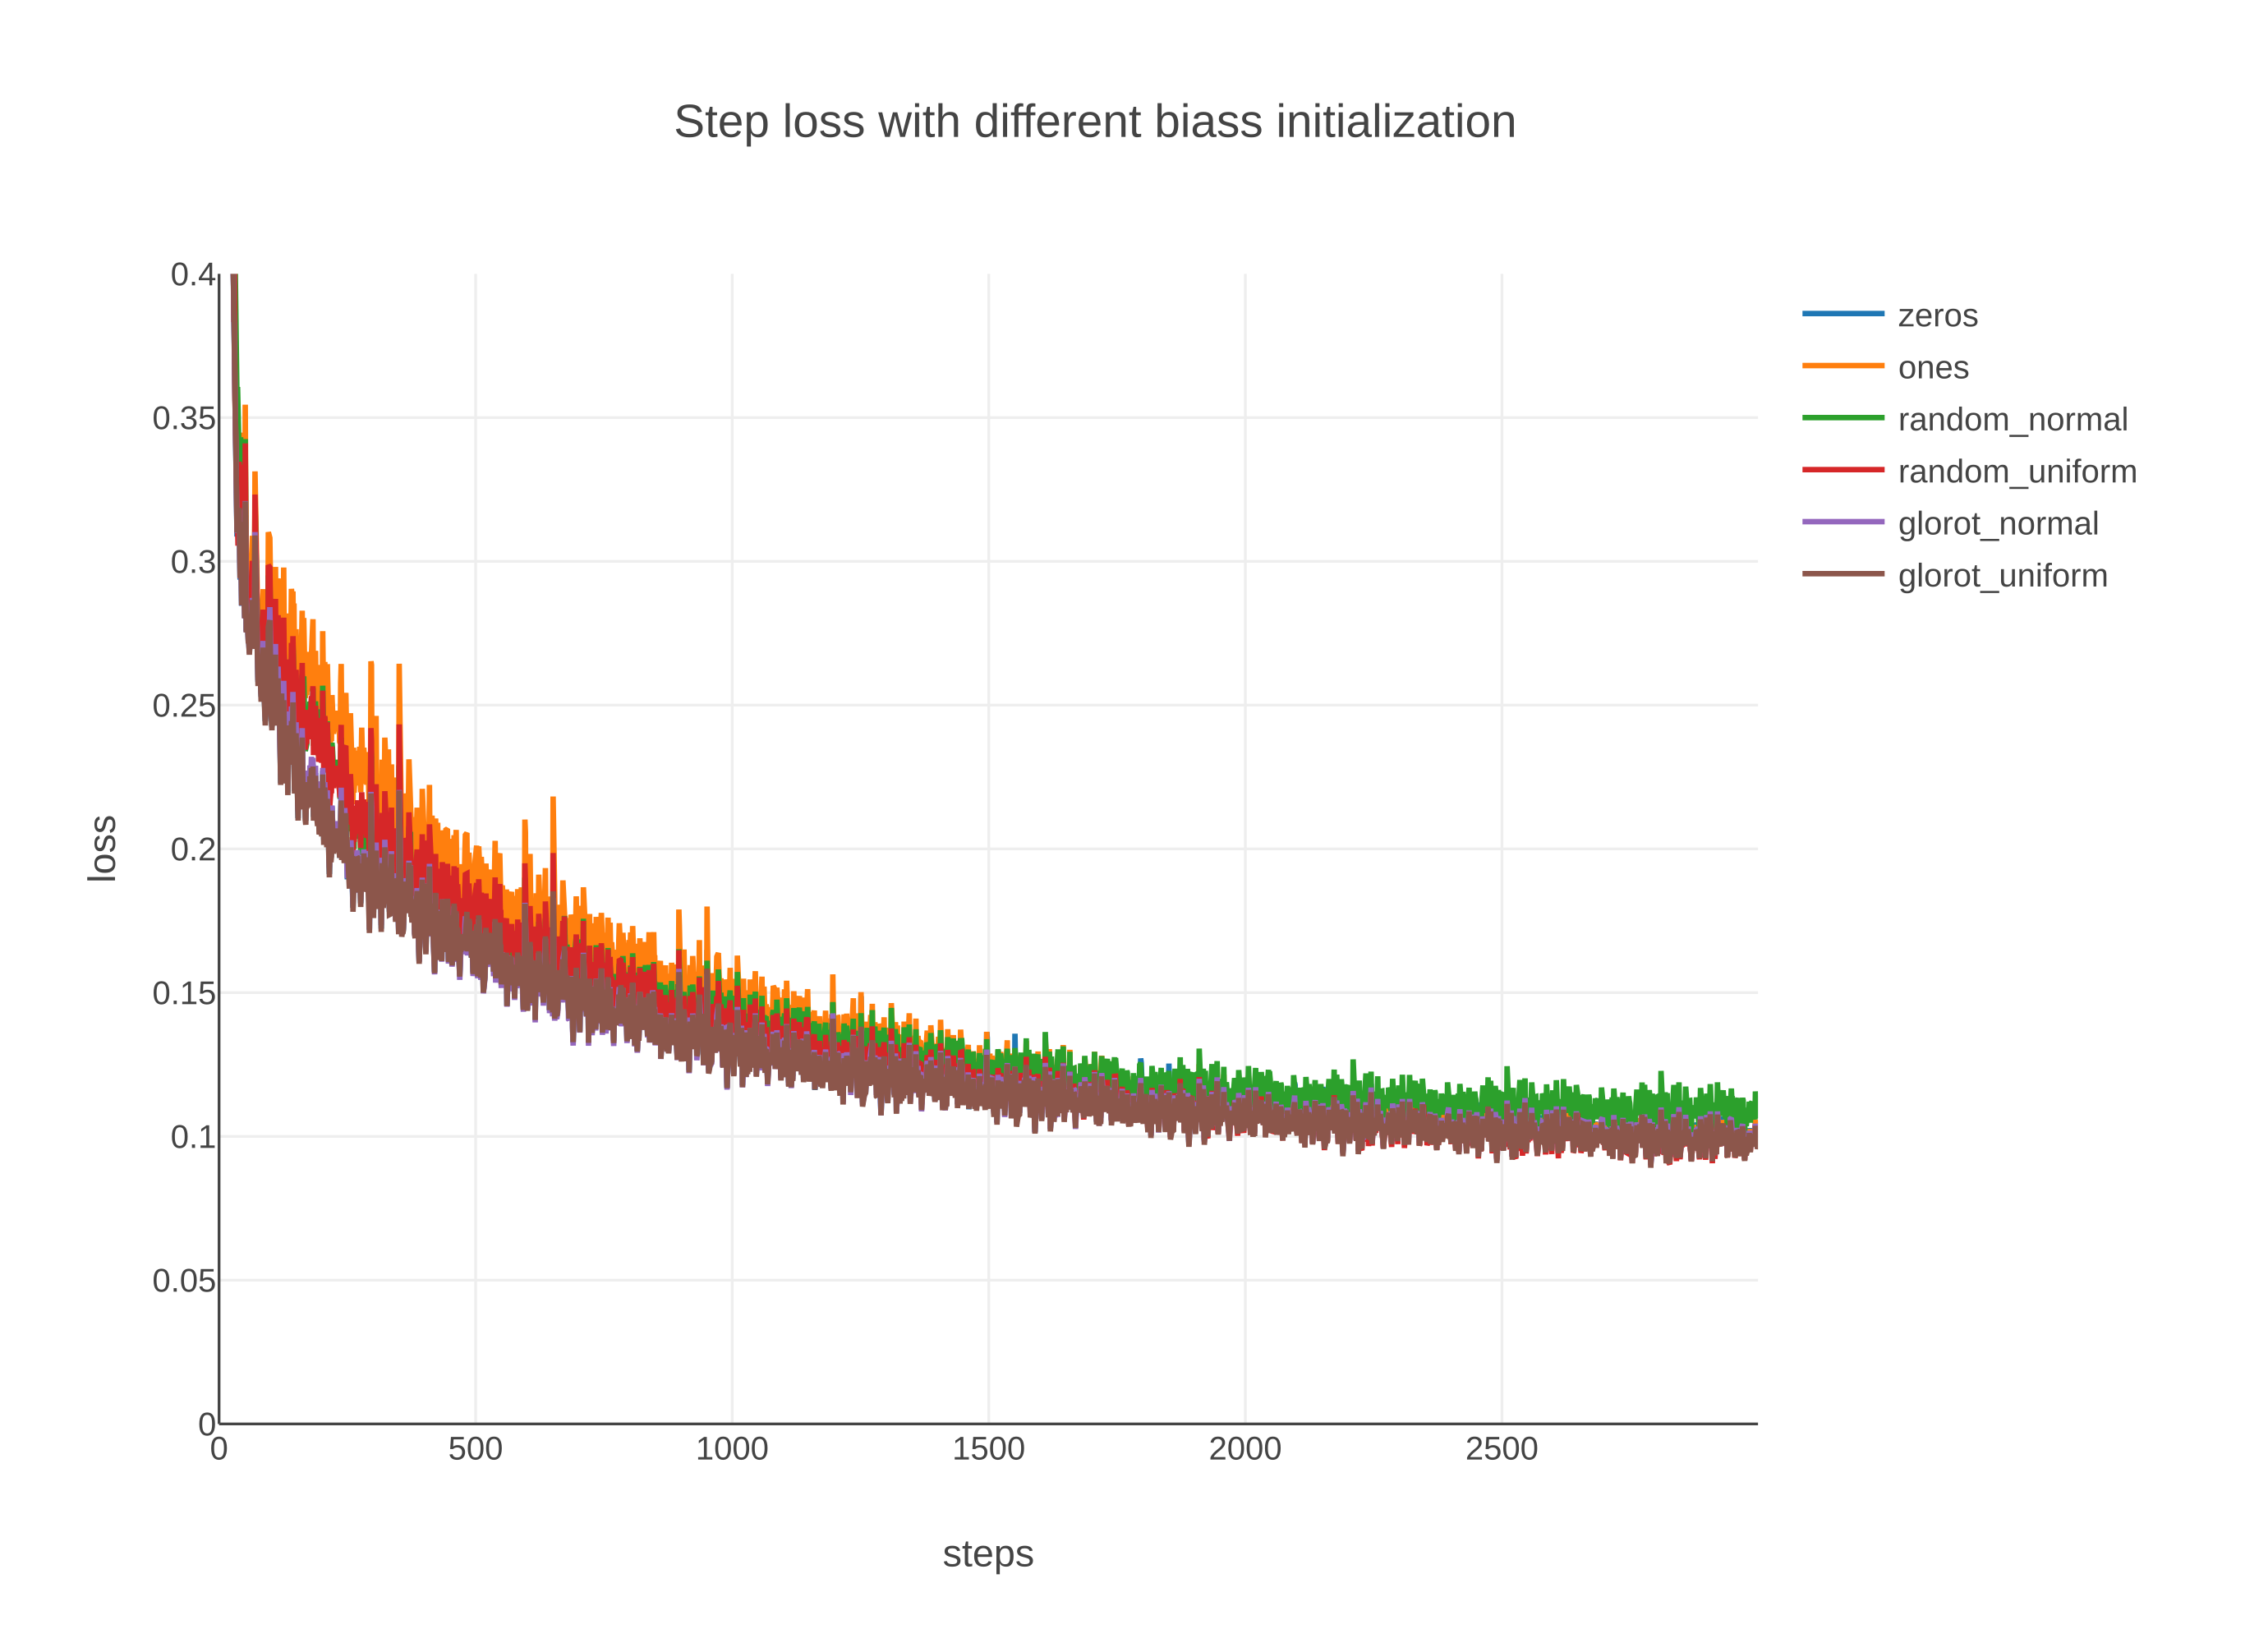 Step loss with different biass initialization
0.4
0.35
0.3
0.25
0.2
0.15
0.1
0.05
0
loss
0 500 1000 1500 2000 2500
steps
zeros
ones
random_normal
random_uniform
glorot_normal
glorot_uniform